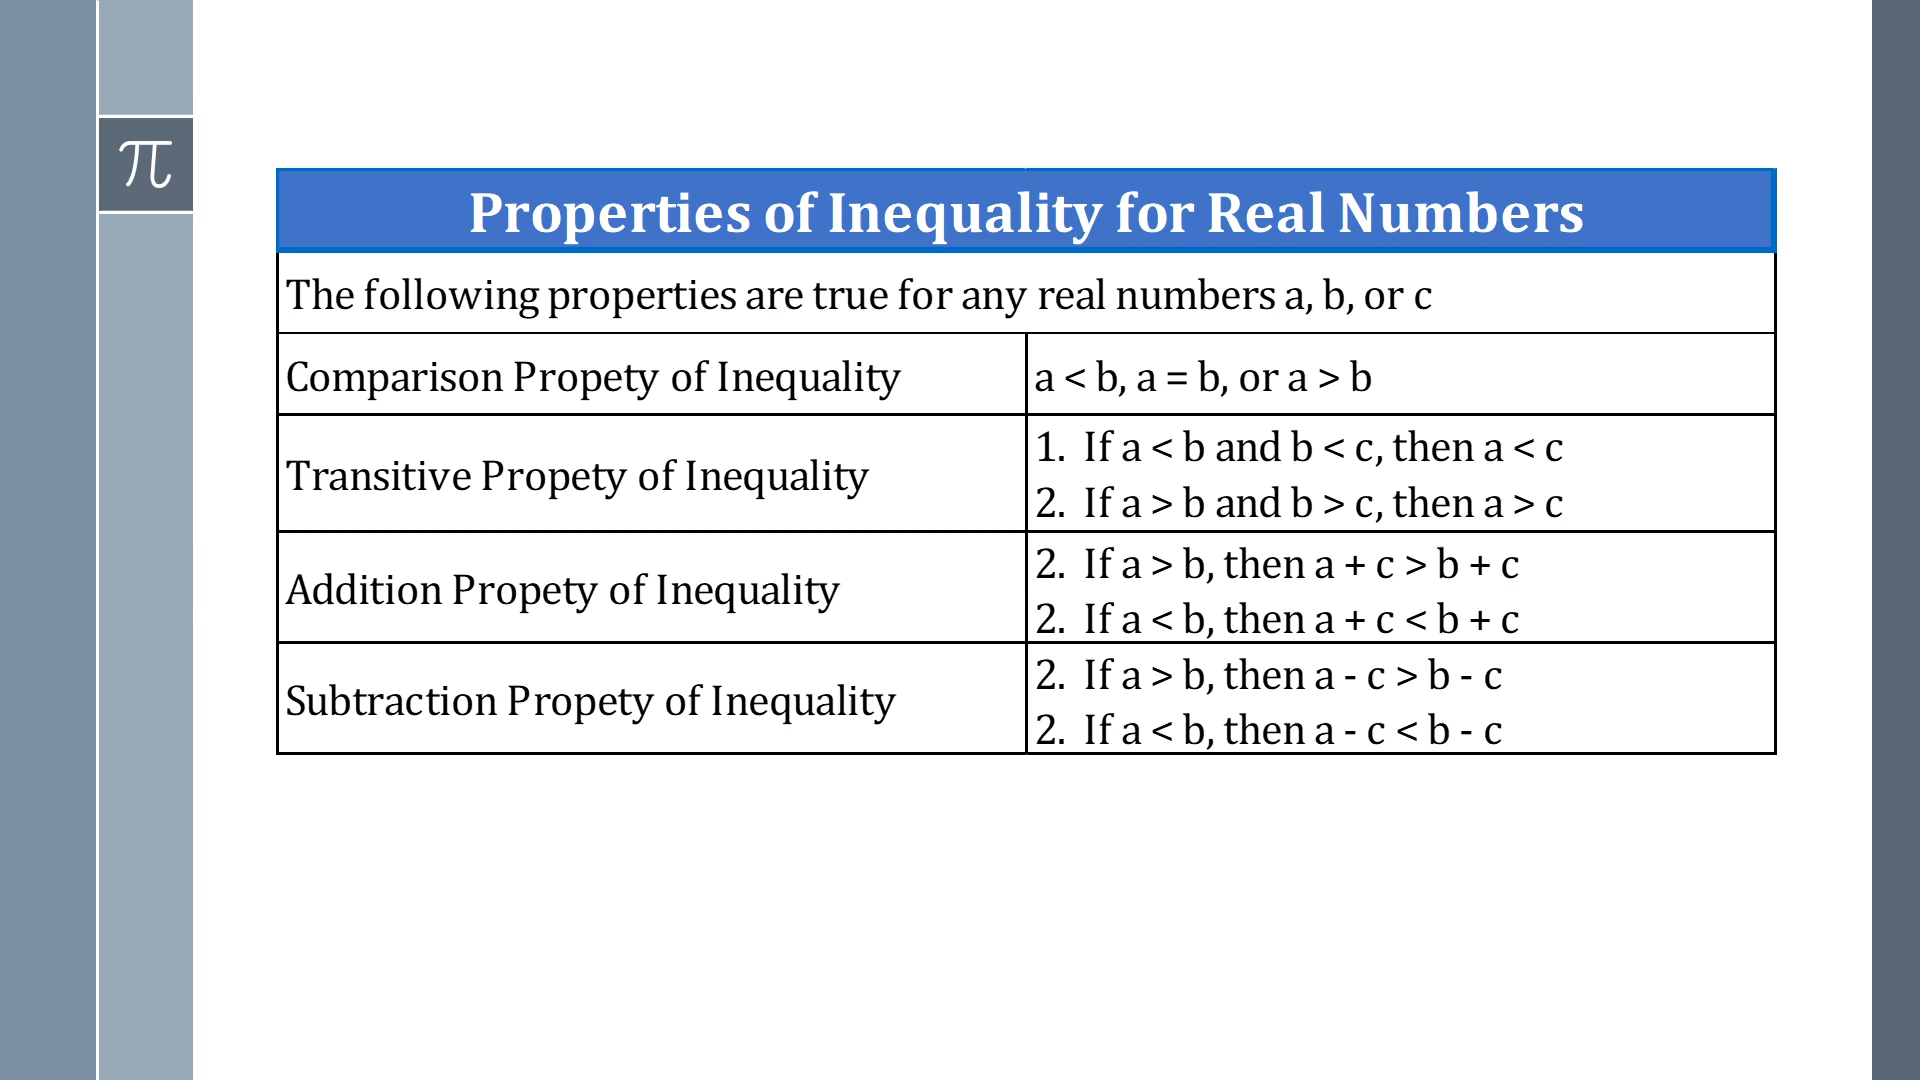 π
Properties of Inequality for Real Numbers
The following properties are true for any real numbers a, b, or c
Comparison Propety of Inequality
a < b, a = b, or a > b
Transitive Propety of Inequality
1. If a < b and b < c, then a < c
2. If a > b and b > c, then a > c
Addition Propety of Inequality
2. If a > b, then a + c > b + c
2. If a < b, then a + c < b + c
Subtraction Propety of Inequality
2. If a > b, then a - c > b - c
2. If a < b, then a - c < b - c